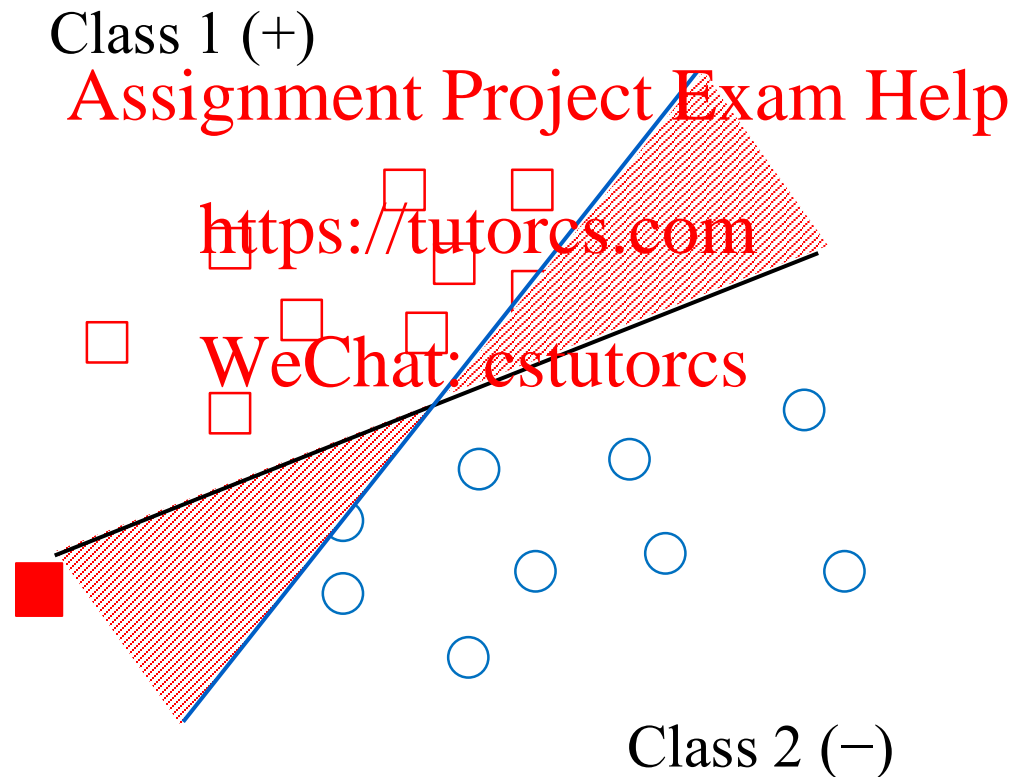 Class 1 (+)
Assignment Project Exam Help
https://tutorcs.com
WeChat: cstutorcs
Class 2 (−)